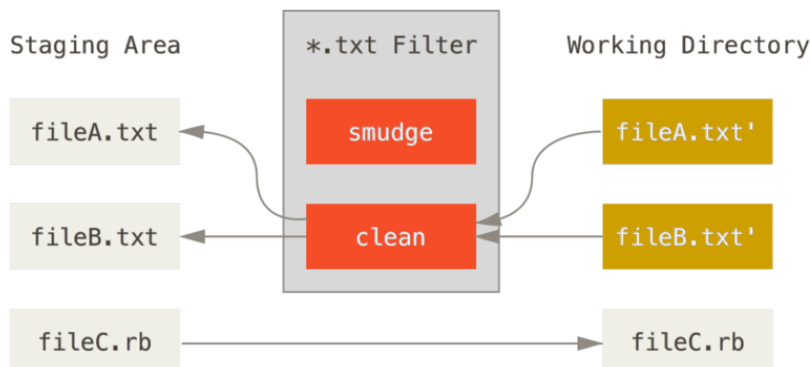 Staging Area
*.txt Filter
Working Directory
fileA.txt
smudge
fileA.txt'
fileB.txt
clean
fileB.txt'
fileC.rb
fileC.rb